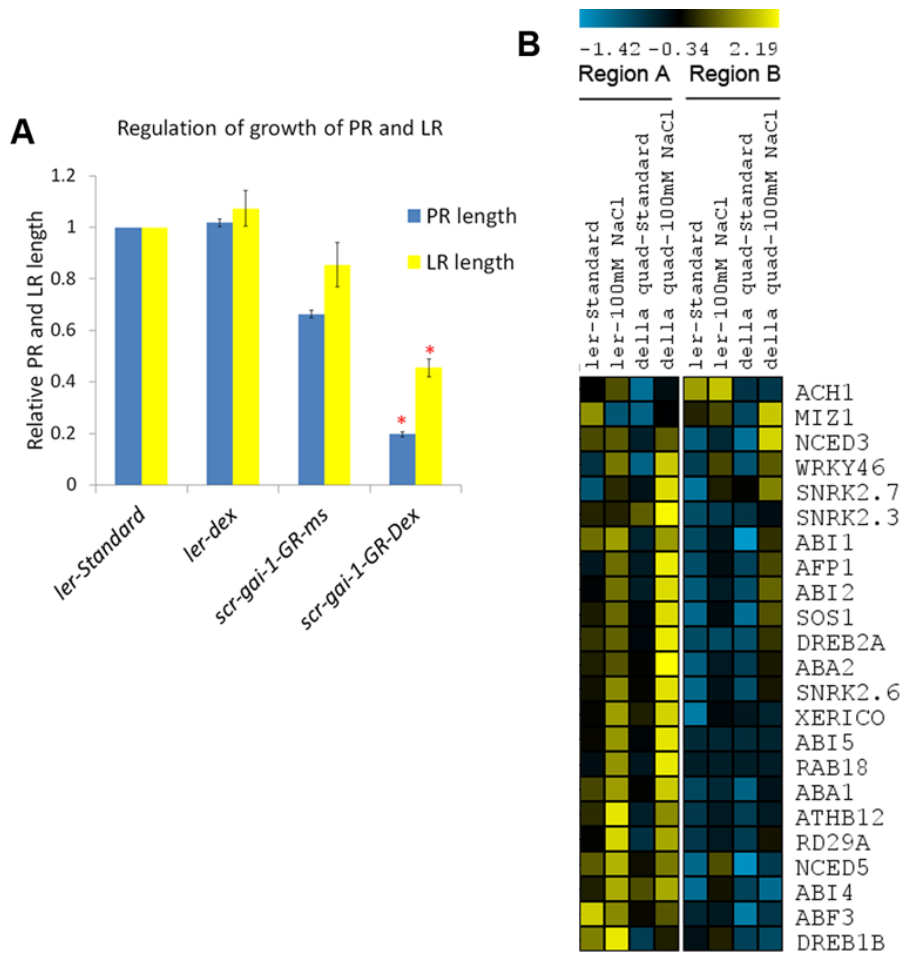 A
Regulation of growth of PR and LR
Relative PR and LR length
1.2
1
0.8
0.6
0.4
0.2
0
PR length
LR length
*
*
ler-Standard
ler-dex
scr-gai-1-GR-ms
scr-gai-1-GR-Dex
B
-1.42 -0.34 2.19
Region A Region B
ler-Standard
ler-100mM NaCl
della quad-Standard
della quad-100mM NaCl
ler-Standard
ler-100mM NaCl
della quad-Standard
della quad-100mM NaCl
ACH1
MIZ1
NCED3
WRKY46
SNRK2.7
SNRK2.3
ABI1
AFP1
ABI2
SOS1
DREB2A
ABA2
SNRK2.6
XERICO
ABI5
RAB18
ABA1
ATHB12
RD29A
NCED5
ABI4
ABF3
DREB1B